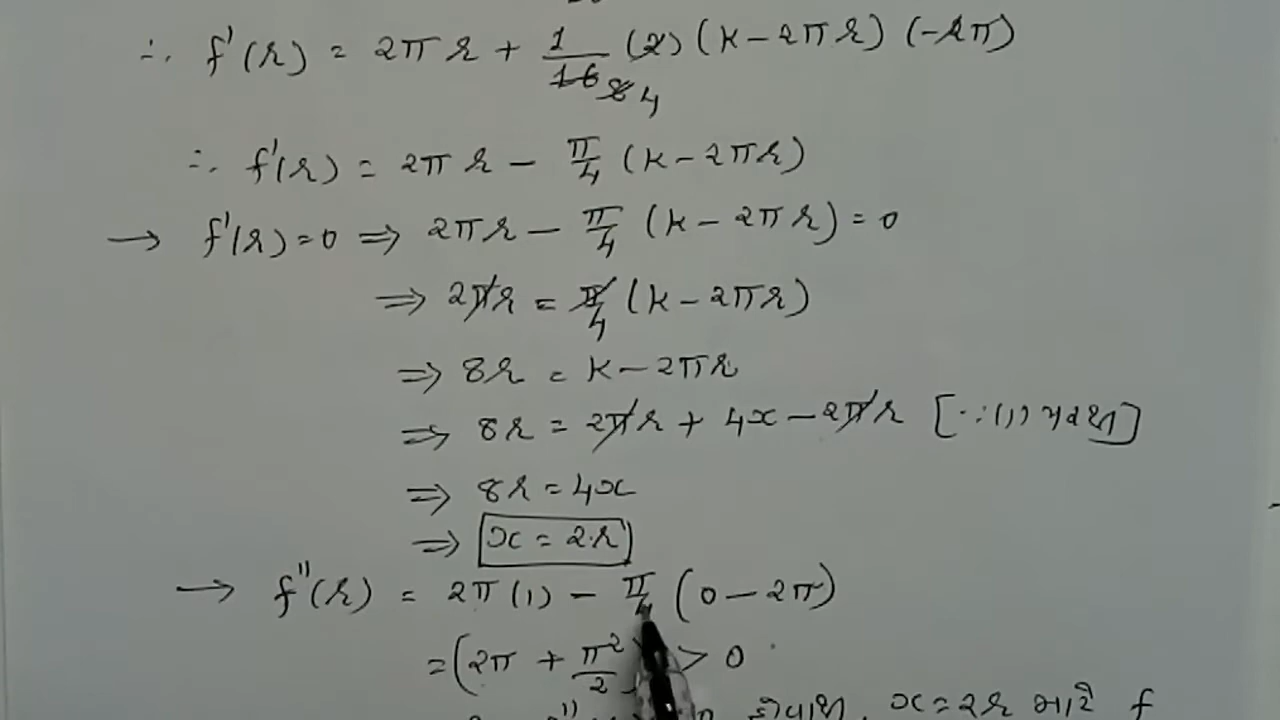 ∴ f'(r) = 2πr + 1/16 8 4 (2) (k - 2πr) (-2π)
∴ f'(r) = 2πr - π/4 (k - 2πr)
→ f'(r) = 0 ⇒ 2πr - π/4 (k - 2πr) = 0
⇒ 2πr = π/4 (k - 2πr)
⇒ 8r = k - 2πr
⇒ 8r = 2πr + 4x - 2πr [∵ (1) પરથી]
⇒ 8r = 4x
⇒ x = 2r
→ f''(r) = 2π (1) - π/4 (0 - 2π)
= (2π + π²/2) > 0
x = 2r માટે f